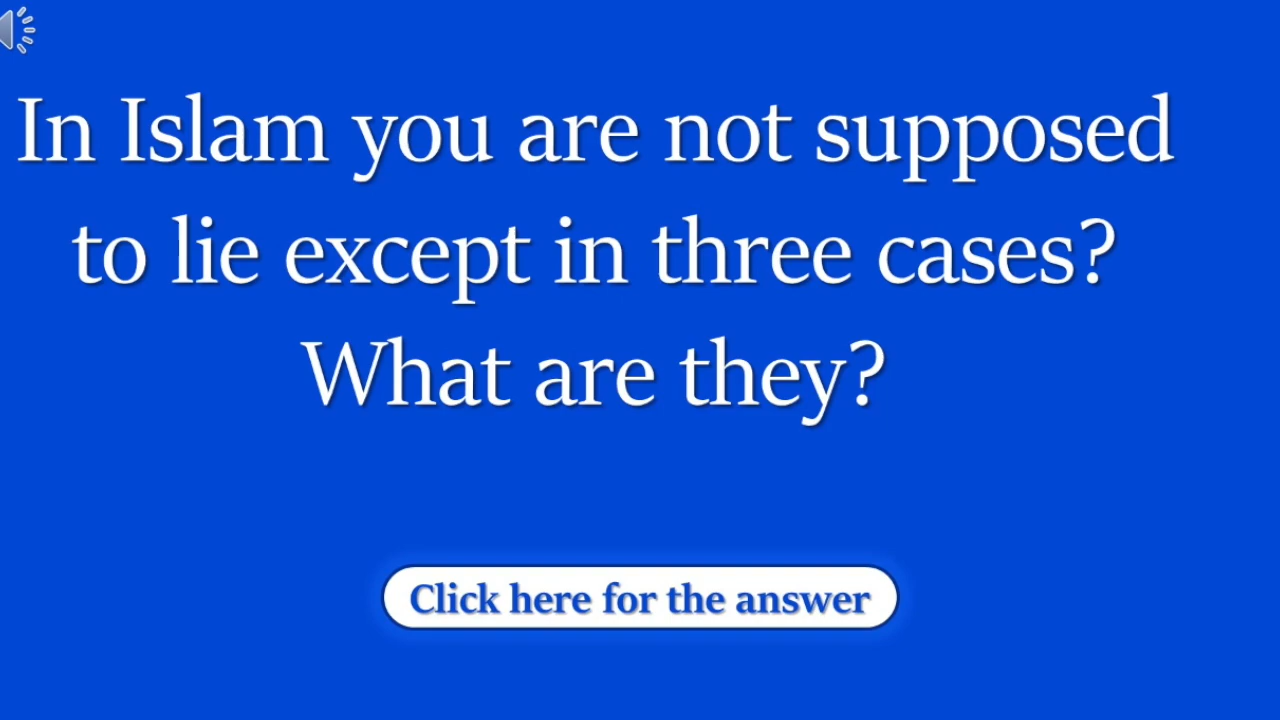 In Islam you are not supposed
to lie except in three cases?
What are they?
Click here for the answer